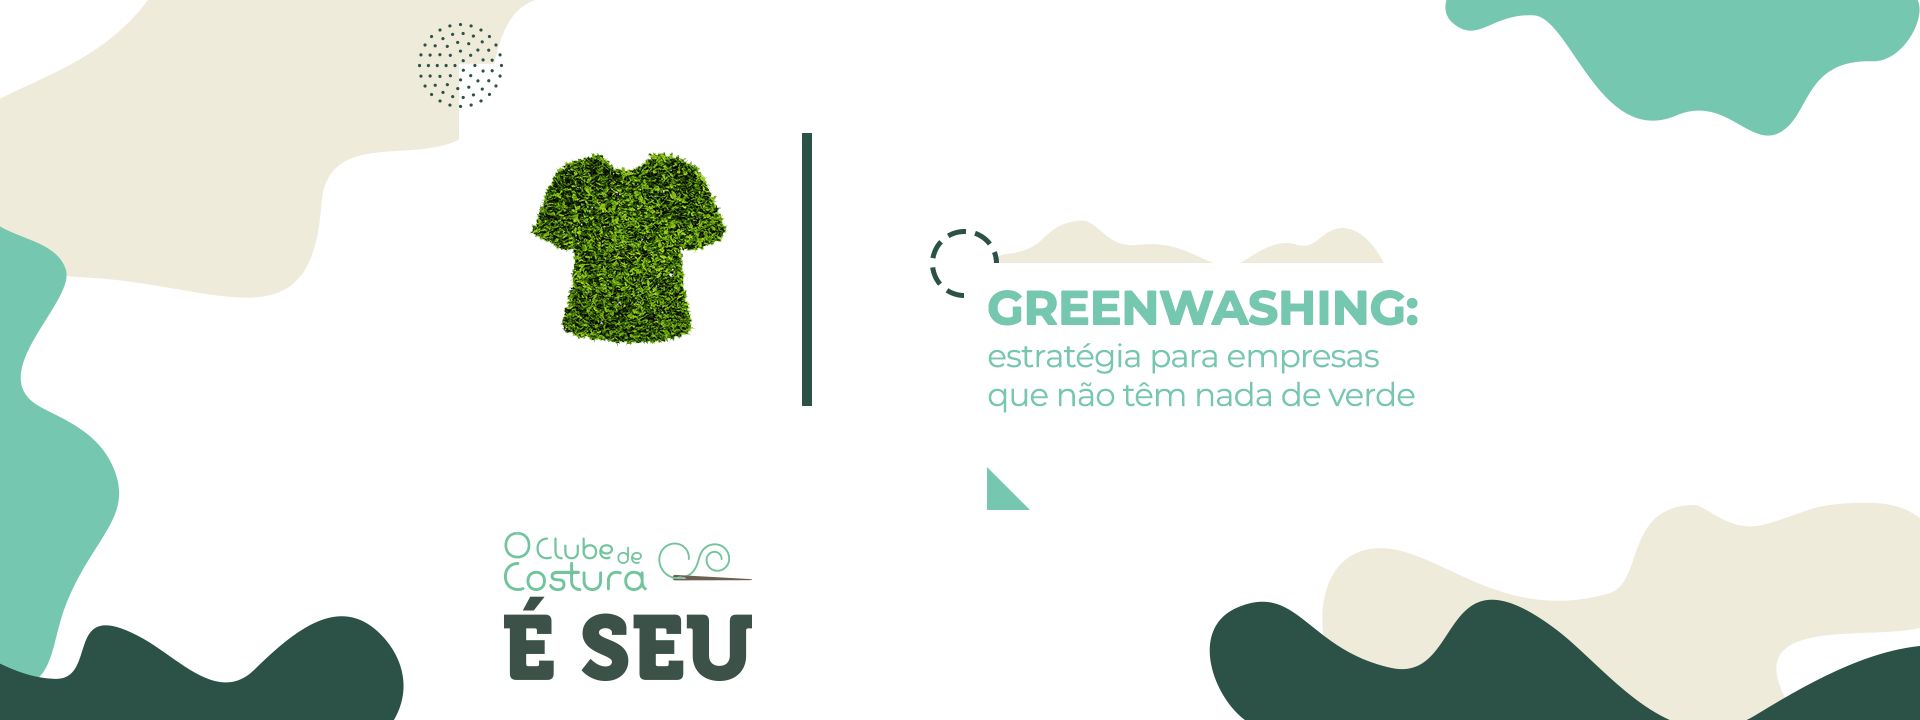 GREENWASHING:
estratégia para empresas
que não têm nada de verde
O Clube de
Costura
É SEU